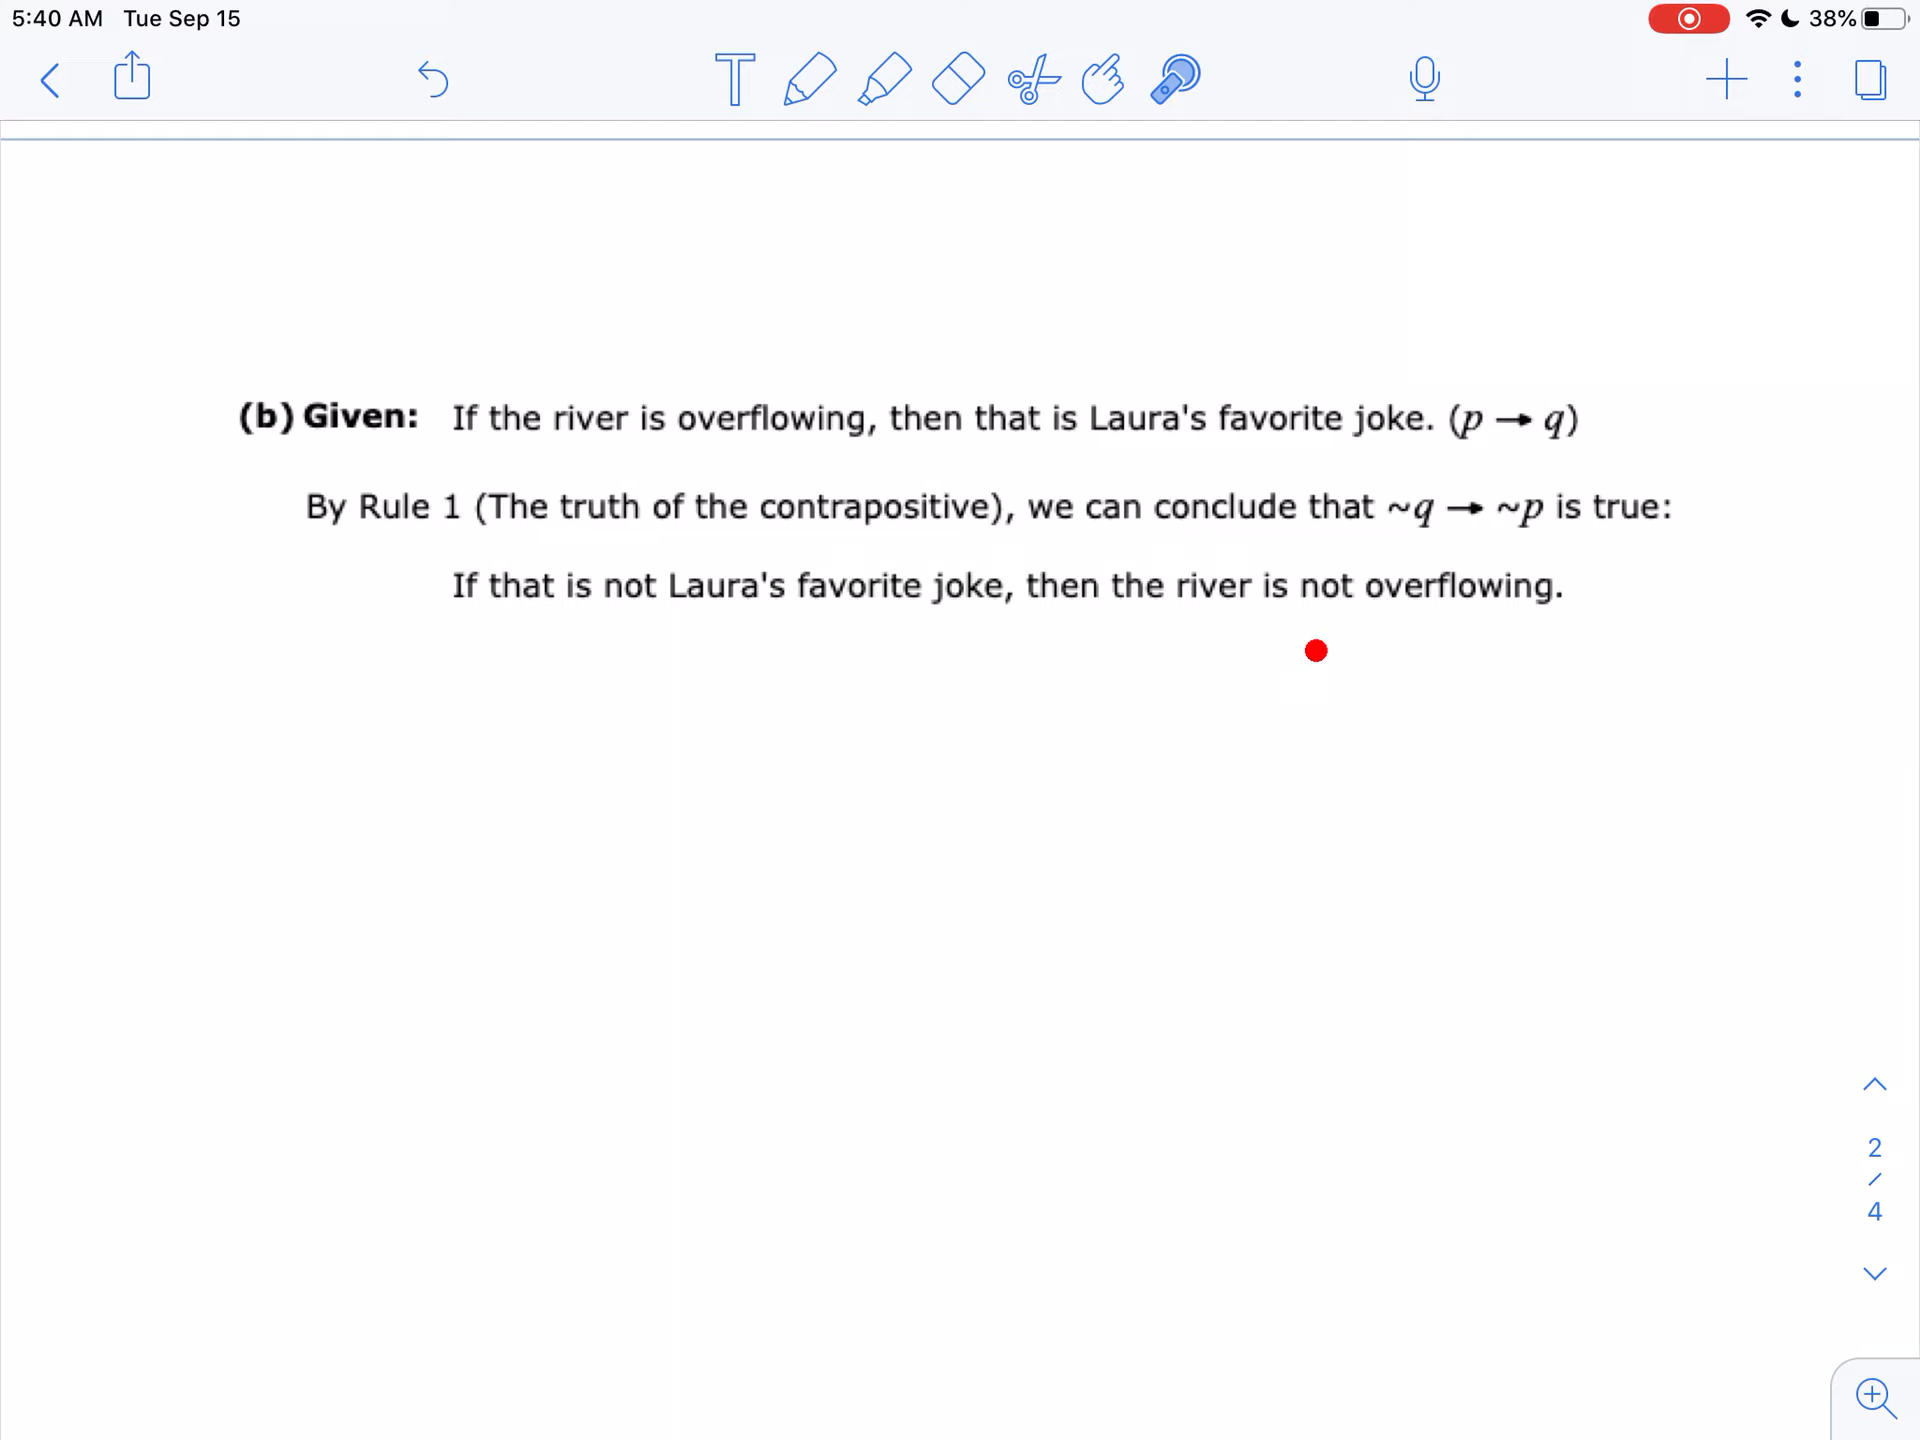 5:40 AM Tue Sep 15 38%
T
(b) Given: If the river is overflowing, then that is Laura's favorite joke. (p → q)
By Rule 1 (The truth of the contrapositive), we can conclude that ~q → ~p is true:
If that is not Laura's favorite joke, then the river is not overflowing.
2
/
4